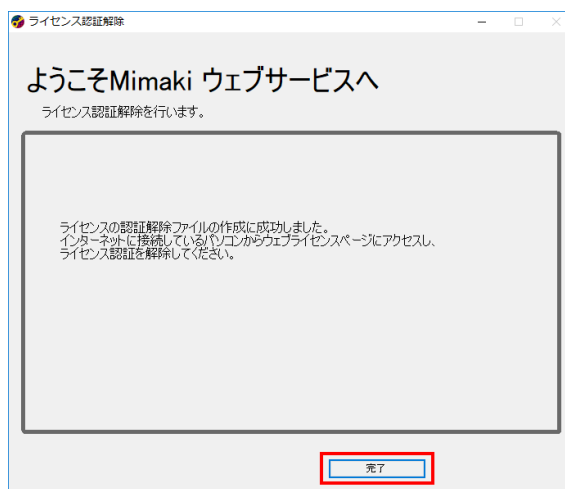 ライセンス認証解除
ようこそMimaki ウェブサービスへ
ライセンス認証解除を行います。
ライセンスの認証解除ファイルの作成に成功しました。
インターネットに接続しているパソコンからウェブライセンスページにアクセスし、
ライセンス認証を解除してください。
完了